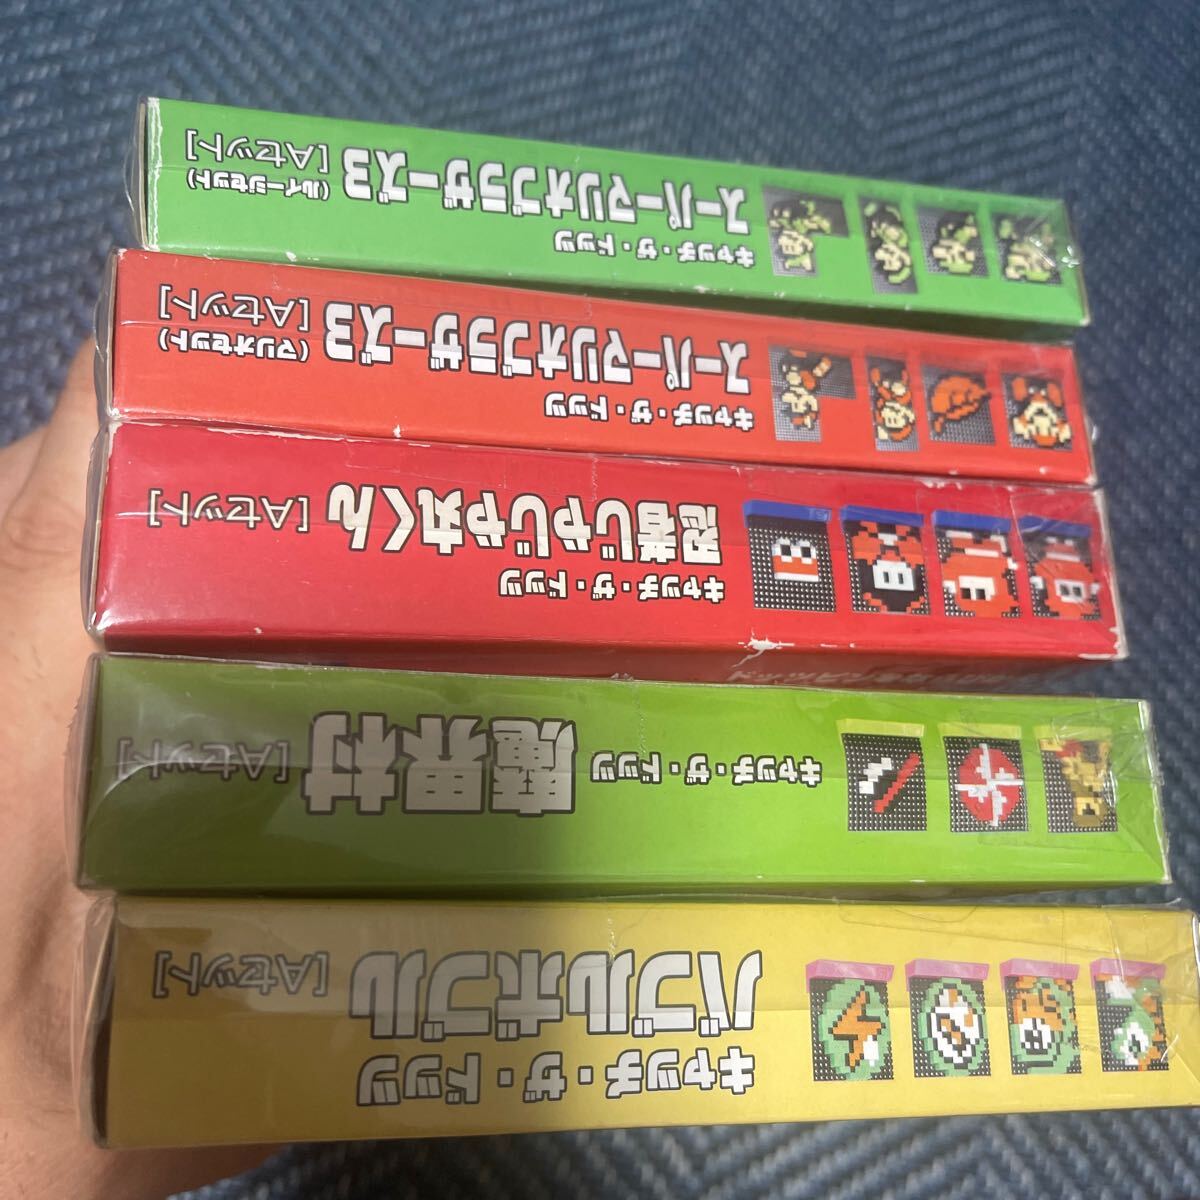 キャッチ・ザ・ドッツ
スーパーマリオブラザーズ3
(ルイージセット)
[Aセット]
キャッチ・ザ・ドッツ
スーパーマリオブラザーズ3
(マリオセット)
[Aセット]
キャッチ・ザ・ドッツ
忍者じゃじゃ丸くん [Aセット]
キャッチ・ザ・ドッツ 魔界村 [Aセット]
キャッチ・ザ・ドッツ
バブルボブル [Aセット]